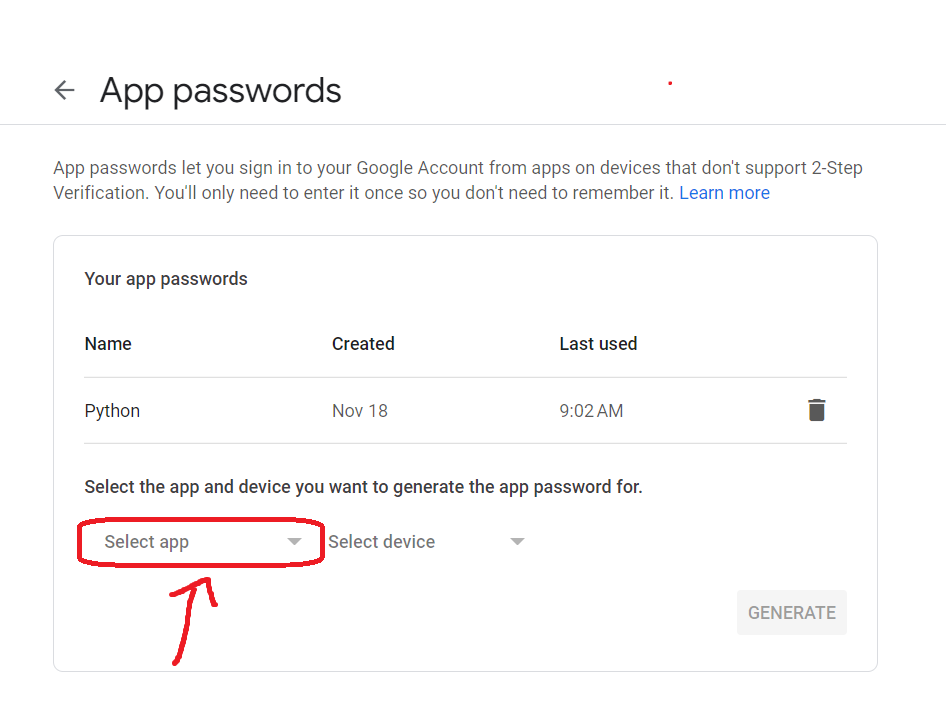 App passwords
App passwords let you sign in to your Google Account from apps on devices that don't support 2-Step
Verification. You'll only need to enter it once so you don't need to remember it. Learn more
Your app passwords
Name Created Last used
Python Nov 18 9:02 AM
Select the app and device you want to generate the app password for.
Select app Select device
GENERATE